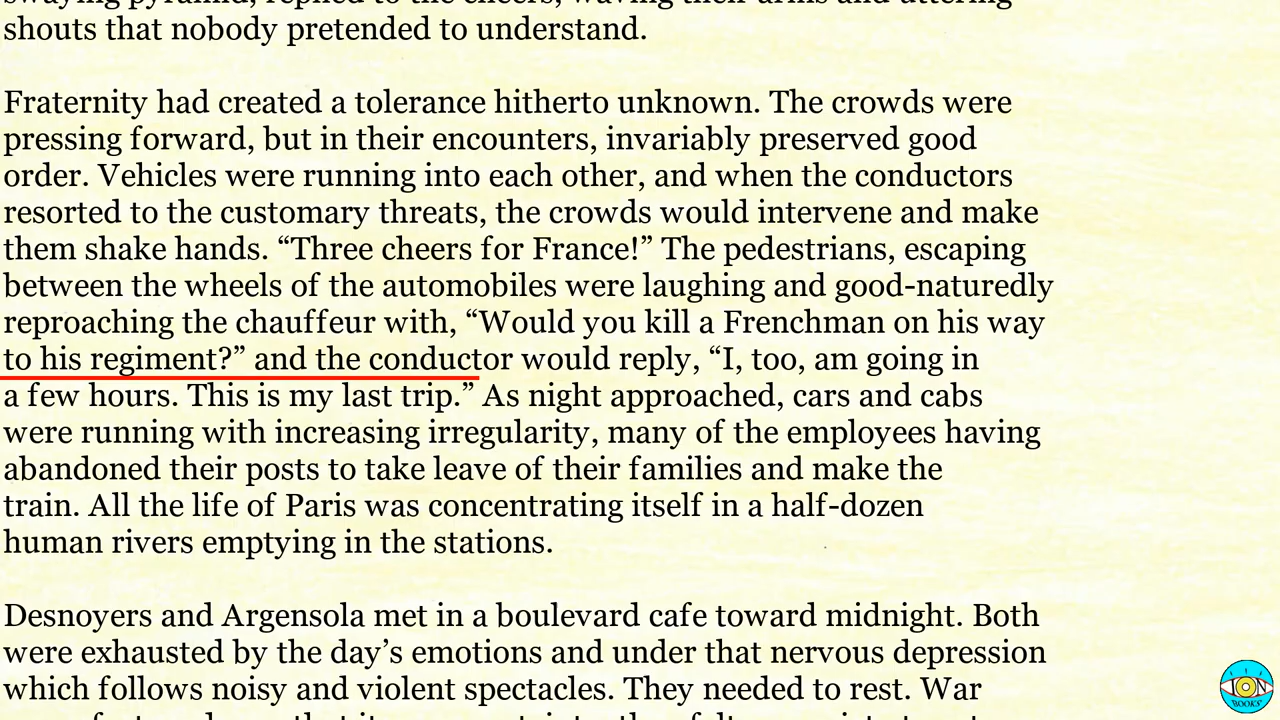 shouts that nobody pretended to understand.
Fraternity had created a tolerance hitherto unknown. The crowds were
pressing forward, but in their encounters, invariably preserved good
order. Vehicles were running into each other, and when the conductors
resorted to the customary threats, the crowds would intervene and make
them shake hands. “Three cheers for France!” The pedestrians, escaping
between the wheels of the automobiles were laughing and good-naturedly
reproaching the chauffeur with, “Would you kill a Frenchman on his way
to his regiment?” and the conductor would reply, “I, too, am going in
a few hours. This is my last trip.” As night approached, cars and cabs
were running with increasing irregularity, many of the employees having
abandoned their posts to take leave of their families and make the
train. All the life of Paris was concentrating itself in a half-dozen
human rivers emptying in the stations.
Desnoyers and Argensola met in a boulevard cafe toward midnight. Both
were exhausted by the day’s emotions and under that nervous depression
which follows noisy and violent spectacles. They needed to rest. War
ION
BOOKS